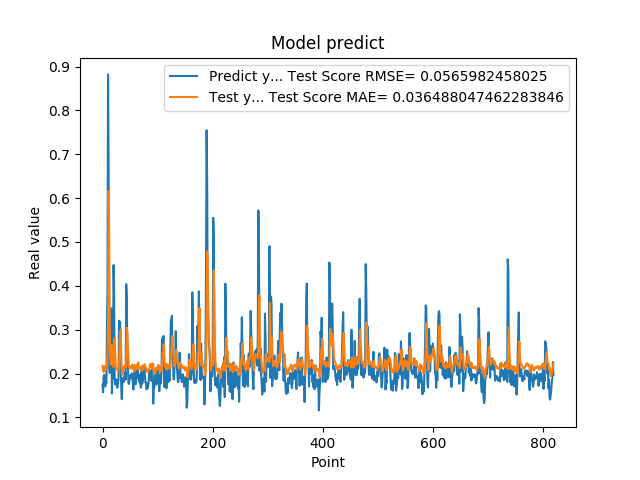 Model predict
Predict y... Test Score RMSE= 0.0565982458025
Test y... Test Score MAE= 0.036488047462283846
0.9
0.8
0.7
0.6
0.5
0.4
0.3
0.2
0.1
Real value
0 200 400 600 800
Point